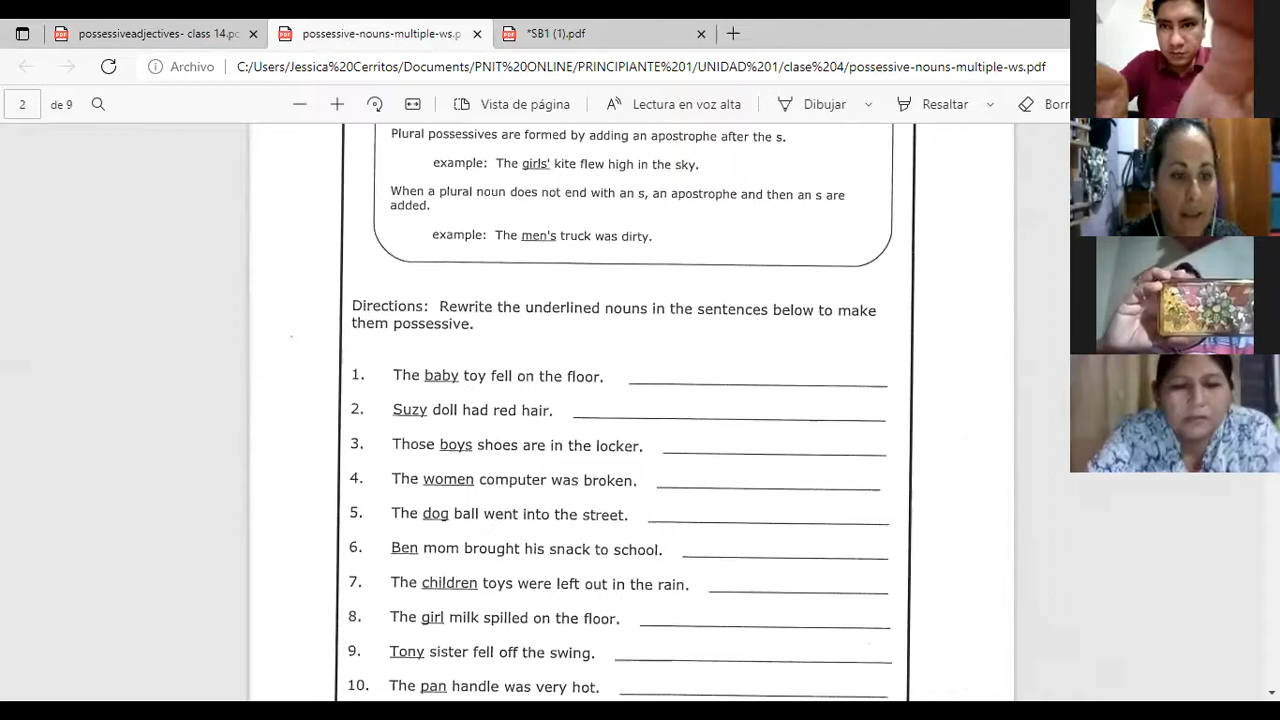 possessiveadjectives- class 14.pc
possessive-nouns-multiple-ws.p
*SB1 (1).pdf
Archivo C:/Users/Jessica%20Cerritos/Documents/PNIT%20ONLINE/PRINCIPIANTE%201/UNIDAD%201/clase%204/possessive-nouns-multiple-ws.pdf
2 de 9 Vista de página Lectura en voz alta Dibujar Resaltar Borr
Plural possessives are formed by adding an apostrophe after the s.
example: The girls' kite flew high in the sky.
When a plural noun does not end with an s, an apostrophe and then an s are
added.
example: The men's truck was dirty.
Directions: Rewrite the underlined nouns in the sentences below to make
them possessive.
1. The baby toy fell on the floor.
2. Suzy doll had red hair.
3. Those boys shoes are in the locker.
4. The women computer was broken.
5. The dog ball went into the street.
6. Ben mom brought his snack to school.
7. The children toys were left out in the rain.
8. The girl milk spilled on the floor.
9. Tony sister fell off the swing.
10. The pan handle was very hot.